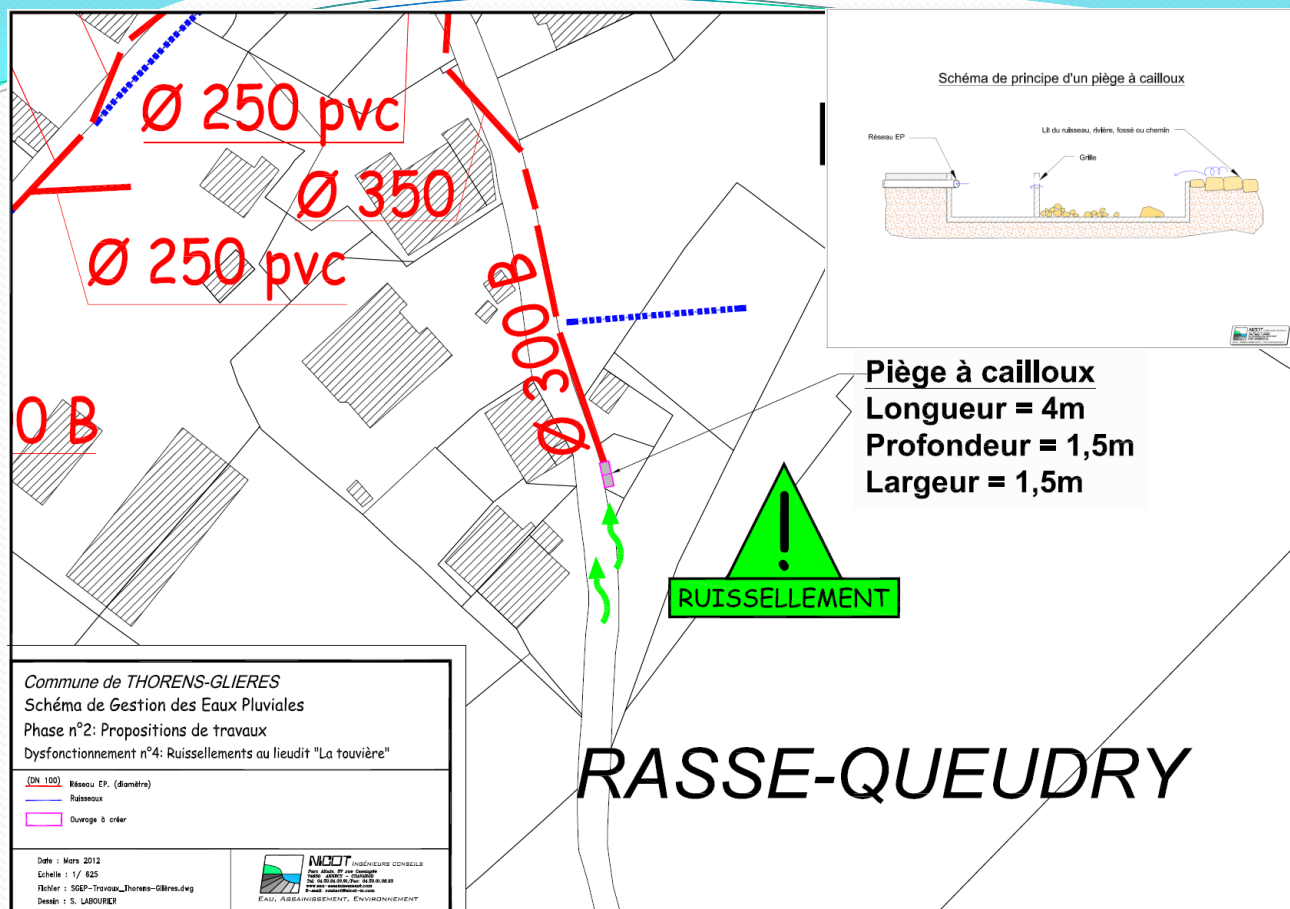 Ø 250 pvc
Ø 350
Ø 250 pvc
Ø 300 B
0 B
Schéma de principe d'un piège à cailloux
Réseau EP
Lit du ruisseau, rivière, fossé ou chemin
Grille
Piège à cailloux
Longueur = 4m
Profondeur = 1,5m
Largeur = 1,5m
!
RUISSELLEMENT
RASSE-QUEUDRY
Commune de THORENS-GLIERES
Schéma de Gestion des Eaux Pluviales
Phase n°2: Propositions de travaux
Dysfonctionnement n°4: Ruissellements au lieudit "La touvière"
(DN 100) Réseau EP. (diamètre)
Ruisseaux
Ouvrage à créer
Date : Mars 2012
Echelle : 1/ 625
Fichier : SGEP-Travaux_Thorens-Glières.dwg
Dessin : S. LABOURIER
NICOT INGÉNIEURS CONSEILS
EAU, ASSAINISSEMENT, ENVIRONNEMENT